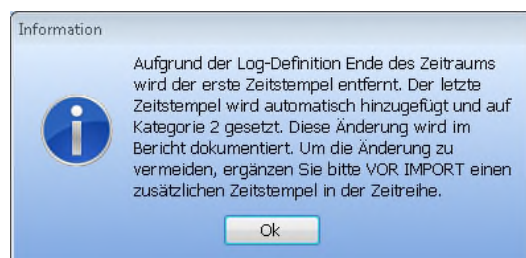 Information
Aufgrund der Log-Definition Ende des Zeitraums
wird der erste Zeitstempel entfernt. Der letzte
Zeitstempel wird automatisch hinzugefügt und auf
Kategorie 2 gesetzt. Diese Änderung wird im
Bericht dokumentiert. Um die Änderung zu
vermeiden, ergänzen Sie bitte VOR IMPORT einen
zusätzlichen Zeitstempel in der Zeitreihe.
Ok